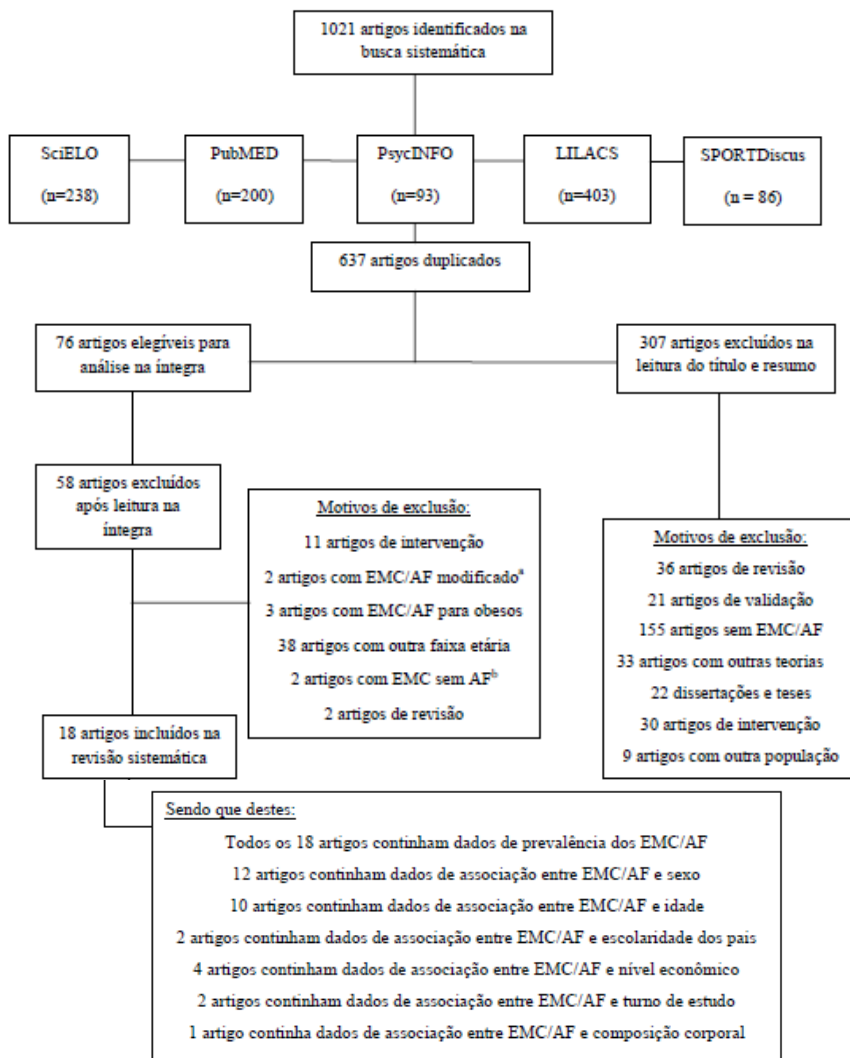 1021 artigos identificados na
busca sistemática
SciELO
(n=238)
PubMED
(n=200)
PsycINFO
(n=93)
LILACS
(n=403)
SPORTDiscus
(n = 86)
637 artigos duplicados
76 artigos elegíveis para
análise na íntegra
307 artigos excluídos na
leitura do título e resumo
58 artigos excluídos
após leitura na
íntegra
Motivos de exclusão:
11 artigos de intervenção
2 artigos com EMC/AF modificadoª
3 artigos com EMC/AF para obesos
38 artigos com outra faixa etária
2 artigos com EMC sem AFᵇ
2 artigos de revisão
Motivos de exclusão:
36 artigos de revisão
21 artigos de validação
155 artigos sem EMC/AF
33 artigos com outras teorias
22 dissertações e teses
30 artigos de intervenção
9 artigos com outra população
18 artigos incluídos na
revisão sistemática
Sendo que destes:
Todos os 18 artigos continham dados de prevalência dos EMC/AF
12 artigos continham dados de associação entre EMC/AF e sexo
10 artigos continham dados de associação entre EMC/AF e idade
2 artigos continham dados de associação entre EMC/AF e escolaridade dos pais
4 artigos continham dados de associação entre EMC/AF e nível econômico
2 artigos continham dados de associação entre EMC/AF e turno de estudo
1 artigo continha dados de associação entre EMC/AF e composição corporal